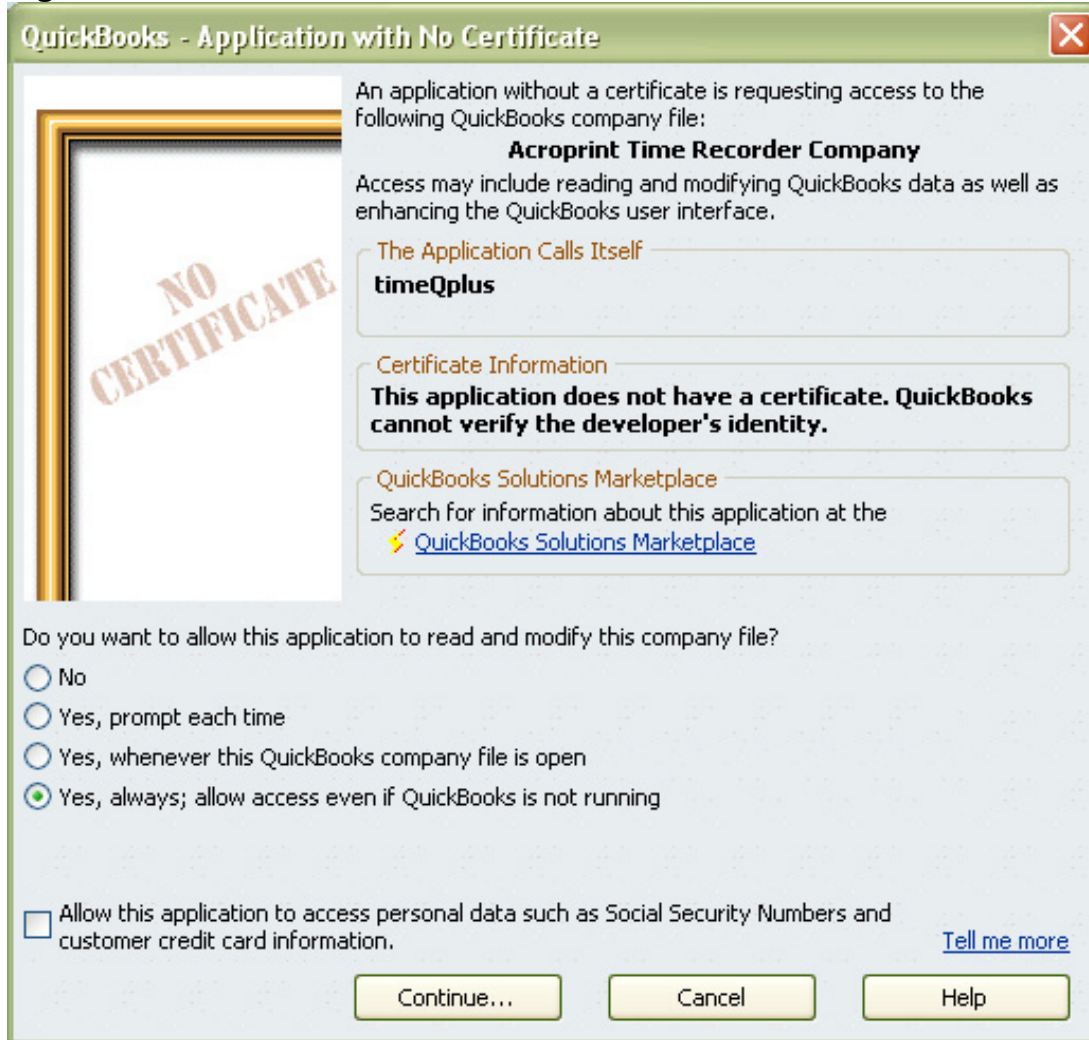 QuickBooks - Application with No Certificate
An application without a certificate is requesting access to the
following QuickBooks company file:
Acroprint Time Recorder Company
Access may include reading and modifying QuickBooks data as well as
enhancing the QuickBooks user interface.
The Application Calls Itself
timeQplus
NO
CERTIFICATE
Certificate Information
This application does not have a certificate. QuickBooks
cannot verify the developer's identity.
QuickBooks Solutions Marketplace
Search for information about this application at the
QuickBooks Solutions Marketplace
Do you want to allow this application to read and modify this company file?
No
Yes, prompt each time
Yes, whenever this QuickBooks company file is open
Yes, always; allow access even if QuickBooks is not running
Allow this application to access personal data such as Social Security Numbers and
customer credit card information.
Tell me more
Continue...
Cancel
Help